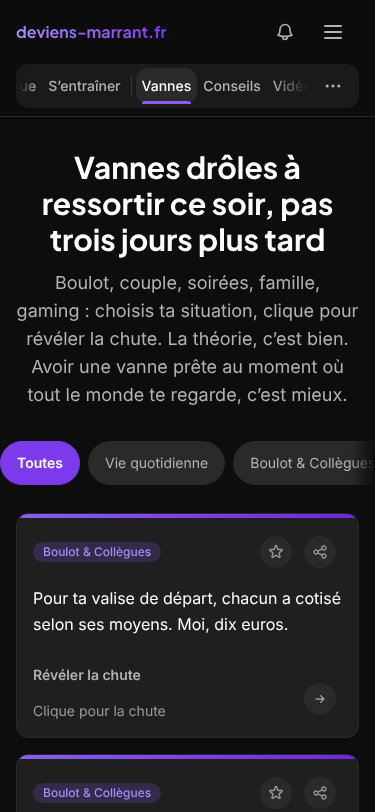 deviens-marrant.fr
ue S'entraîner Vannes Conseils Vidé
Vannes drôles à
ressortir ce soir, pas
trois jours plus tard
Boulot, couple, soirées, famille,
gaming : choisis ta situation, clique pour
révéler la chute. La théorie, c'est bien.
Avoir une vanne prête au moment où
tout le monde te regarde, c'est mieux.
Toutes Vie quotidienne Boulot & Collègues
Boulot & Collègues
Pour ta valise de départ, chacun a cotisé
selon ses moyens. Moi, dix euros.
Révéler la chute
Clique pour la chute
Boulot & Collègues